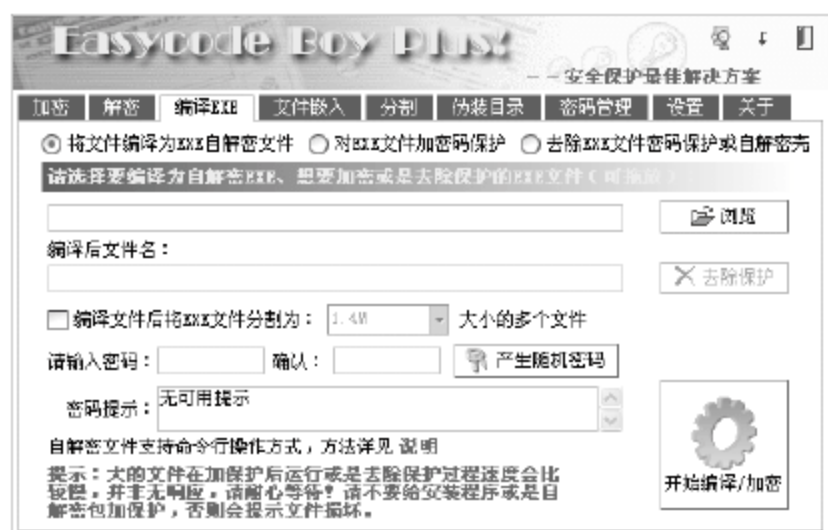 Easycode Boy Plus!
--安全保护最佳解决方案
加密 解密 编译EXE 文件嵌入 分割 伪装目录 密码管理 设置 关于
将文件编译为EXE自解密文件 对EXE文件加密码保护 去除EXE文件密码保护或自解密壳
请选择要编译为自解密EXE、想要加密或是去除保护的EXE文件(可拖放)
浏览
编译后文件名：
去除保护
编译文件后将EXE文件分割为： 1.4M 大小的多个文件
请输入密码： 确认： 产生随机密码
密码提示： 无可用提示
自解密文件支持命令行操作方式，方法详见 说明
提示：大的文件在加保护后运行或是去除保护过程速度会比
较慢，并非无响应，请耐心等待！请不要给安装程序或是自
解密包加保护，否则会提示文件损坏。
开始编译/加密